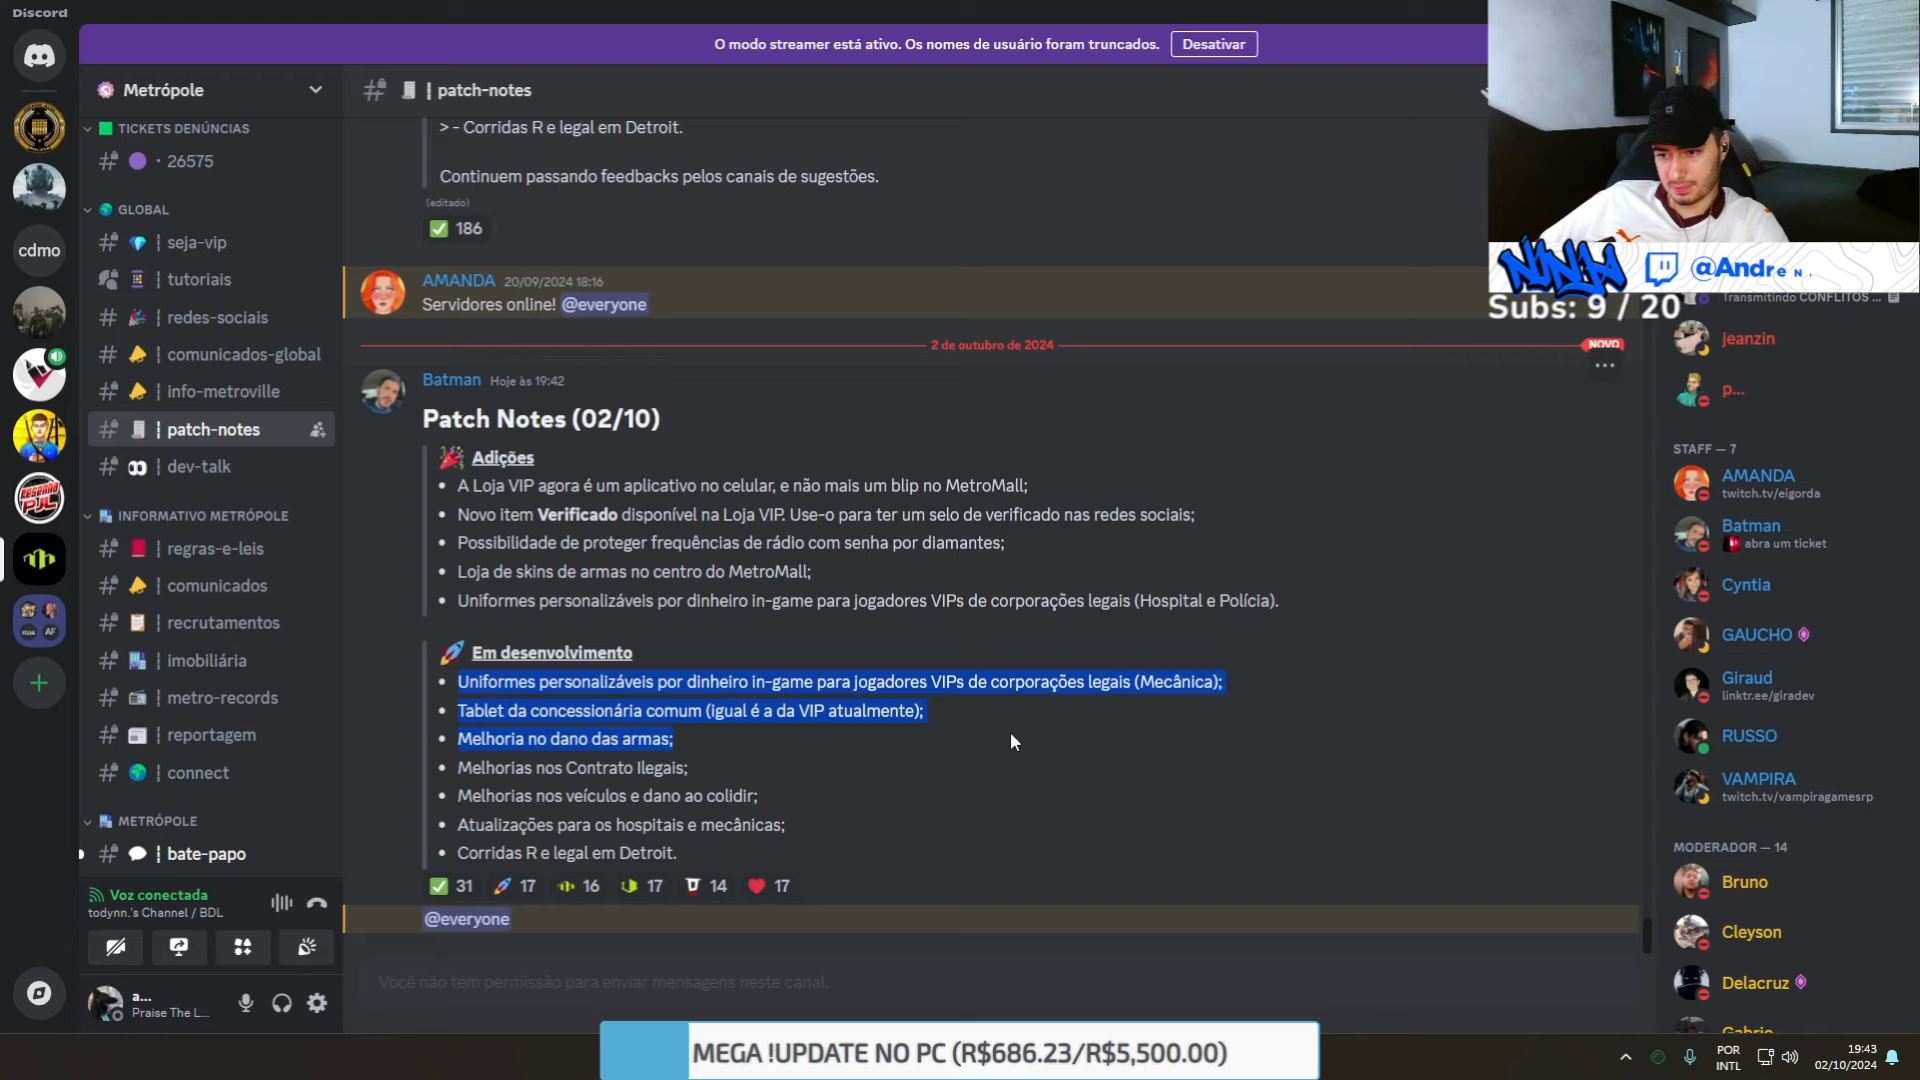 Discord
O modo streamer está ativo. Os nomes de usuário foram truncados.
Desativar
Metrópole
TICKETS DENÚNCIAS
26575
GLOBAL
seja-vip
tutoriais
redes-sociais
comunicados-global
info-metroville
patch-notes
dev-talk
INFORMATIVO METRÓPOLE
regras-e-leis
comunicados
recrutamentos
imobiliária
metro-records
reportagem
connect
METRÓPOLE
bate-papo
Voz conectada
todynn.'s Channel / BDL
a...
Praise The L...
cdmo
AF
| patch-notes
> - Corridas R e legal em Detroit.
Continuem passando feedbacks pelos canais de sugestões.
(editado)
186
AMANDA 20/09/2024 18:16
Servidores online! @everyone
2 de outubro de 2024
NOVO
Batman Hoje às 19:42
Patch Notes (02/10)
Adições
• A Loja VIP agora é um aplicativo no celular, e não mais um blip no MetroMall;
• Novo item Verificado disponível na Loja VIP. Use-o para ter um selo de verificado nas redes sociais;
• Possibilidade de proteger frequências de rádio com senha por diamantes;
• Loja de skins de armas no centro do MetroMall;
• Uniformes personalizáveis por dinheiro in-game para jogadores VIPs de corporações legais (Hospital e Polícia).
Em desenvolvimento
• Uniformes personalizáveis por dinheiro in-game para jogadores VIPs de corporações legais (Mecânica);
• Tablet da concessionária comum (igual é a da VIP atualmente);
• Melhoria no dano das armas;
• Melhorias nos Contrato Ilegais;
• Melhorias nos veículos e dano ao colidir;
• Atualizações para os hospitais e mecânicas;
• Corridas R e legal em Detroit.
31 17 16 17 14 17
@everyone
Você não tem permissão para enviar mensagens neste canal.
NINJA
@Andre N
Subs: 9 / 20
Transmitindo CONFLITOS ...
jeanzin
p...
STAFF — 7
AMANDA
twitch.tv/eigorda
Batman
abra um ticket
Cyntia
GAUCHO
Giraud
linktr.ee/giradev
RUSSO
VAMPIRA
twitch.tv/vampiragamesrp
MODERADOR — 14
Bruno
Cleyson
Delacruz
MEGA !UPDATE NO PC (R$686.23/R$5,500.00)
POR
INTL
19:43
02/10/2024